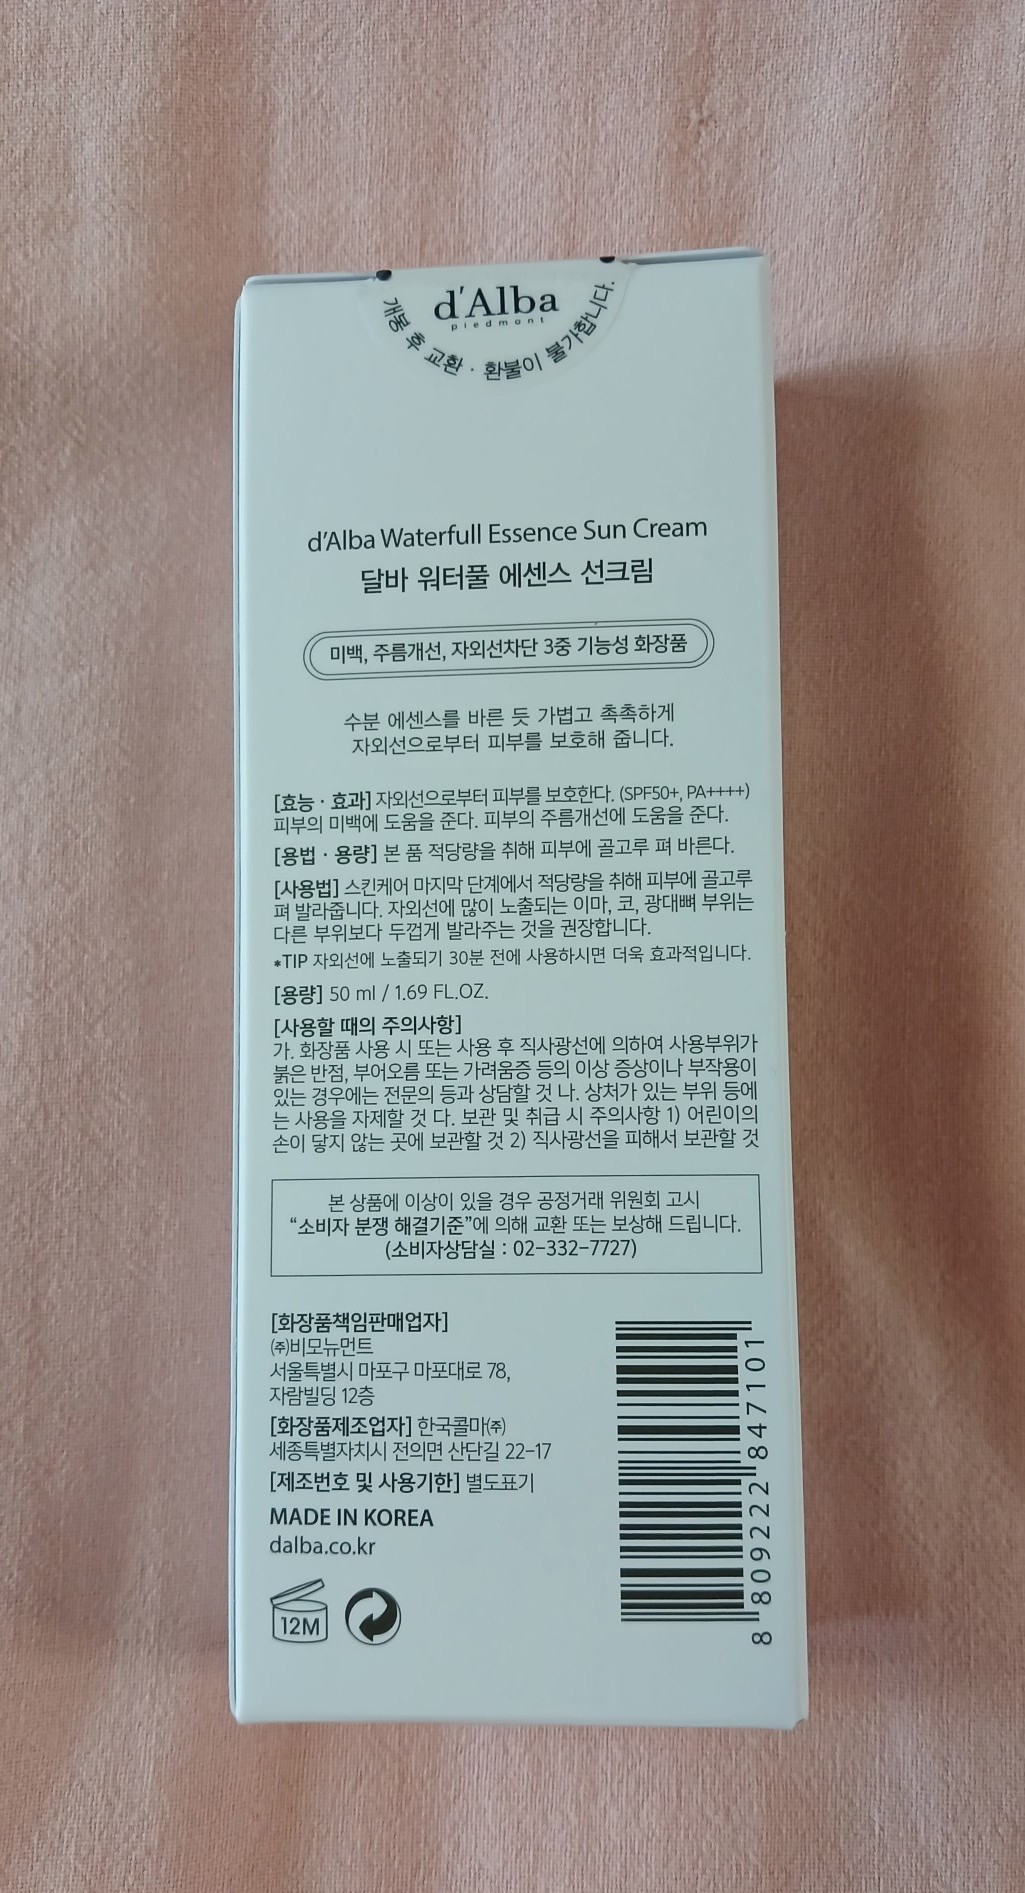 d'Alba
piedmont
개봉 후 교환 · 환불이 불가합니다.
d'Alba Waterfull Essence Sun Cream
달바 워터풀 에센스 선크림
미백, 주름개선, 자외선차단 3중 기능성 화장품
수분 에센스를 바른 듯 가볍고 촉촉하게
자외선으로부터 피부를 보호해 줍니다.
[효능 · 효과] 자외선으로부터 피부를 보호한다. (SPF50+, PA++++)
피부의 미백에 도움을 준다. 피부의 주름개선에 도움을 준다.
[용법 · 용량] 본 품 적당량을 취해 피부에 골고루 펴 바른다.
[사용법] 스킨케어 마지막 단계에서 적당량을 취해 피부에 골고루
펴 발라줍니다. 자외선에 많이 노출되는 이마, 코, 광대뼈 부위는
다른 부위보다 두껍게 발라주는 것을 권장합니다.
*TIP 자외선에 노출되기 30분 전에 사용하시면 더욱 효과적입니다.
[용량] 50 ml / 1.69 FL.OZ.
[사용할 때의 주의사항]
가. 화장품 사용 시 또는 사용 후 직사광선에 의하여 사용부위가
붉은 반점, 부어오름 또는 가려움증 등의 이상 증상이나 부작용이
있는 경우에는 전문의 등과 상담할 것 나. 상처가 있는 부위 등에
는 사용을 자제할 것 다. 보관 및 취급 시 주의사항 1) 어린이의
손이 닿지 않는 곳에 보관할 것 2) 직사광선을 피해서 보관할 것
본 상품에 이상이 있을 경우 공정거래 위원회 고시
“소비자 분쟁 해결기준”에 의해 교환 또는 보상해 드립니다.
(소비자상담실 : 02-332-7727)
[화장품책임판매업자]
㈜비모뉴먼트
서울특별시 마포구 마포대로 78,
자람빌딩 12층
[화장품제조업자] 한국콜마㈜
세종특별자치시 전의면 산단길 22-17
[제조번호 및 사용기한] 별도표기
MADE IN KOREA
dalba.co.kr
12M
8 809222 847101